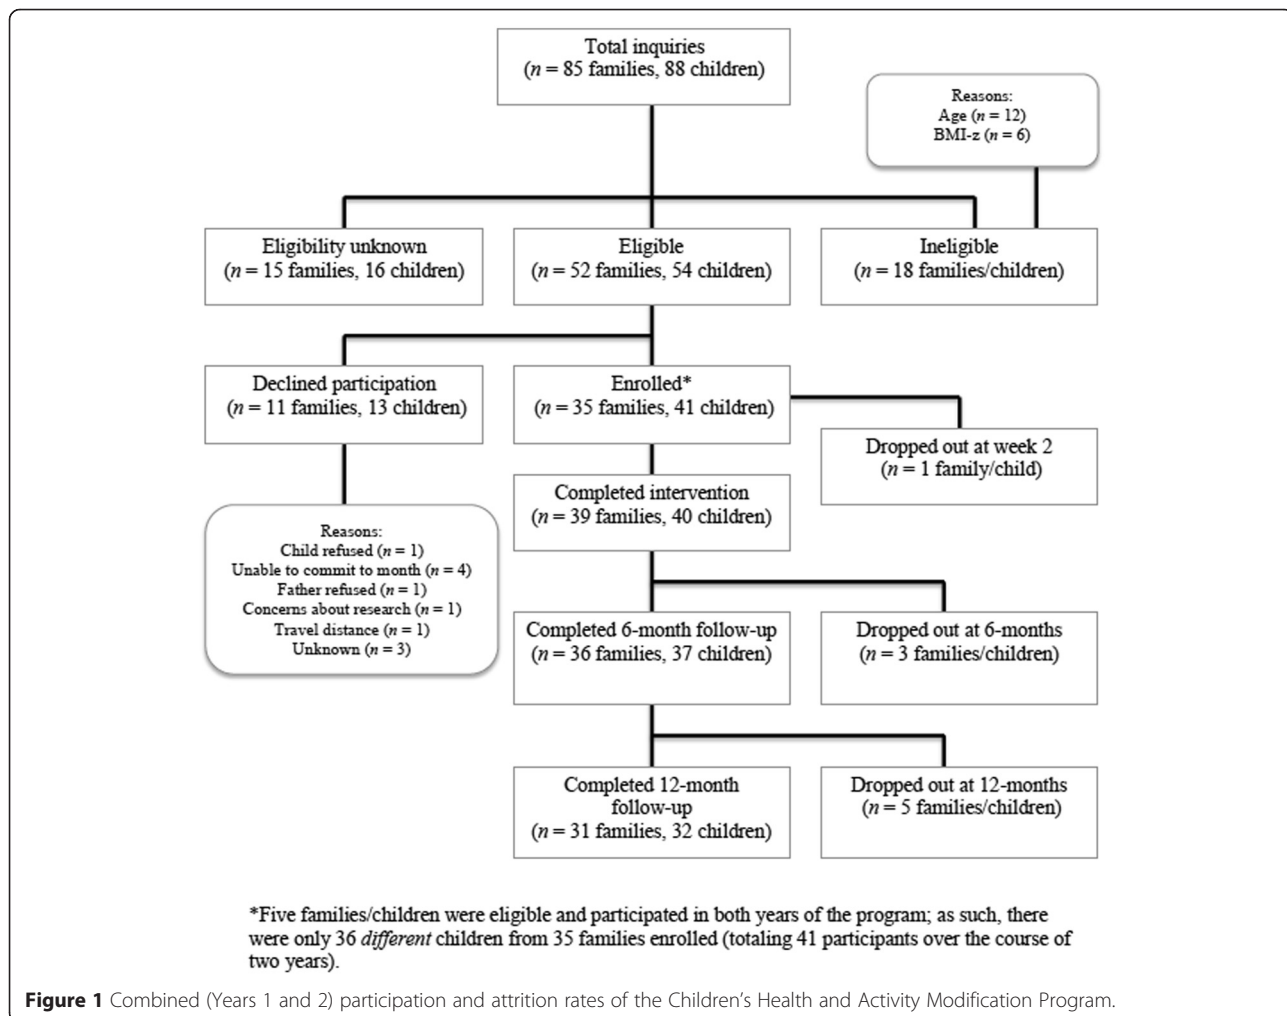 Total inquiries
(n = 85 families, 88 children)
Reasons:
Age (n = 12)
BMI-z (n = 6)
Eligibility unknown
(n = 15 families, 16 children)
Eligible
(n = 52 families, 54 children)
Ineligible
(n = 18 families/children)
Declined participation
(n = 11 families, 13 children)
Enrolled*
(n = 35 families, 41 children)
Dropped out at week 2
(n = 1 family/child)
Completed intervention
(n = 39 families, 40 children)
Reasons:
Child refused (n = 1)
Unable to commit to month (n = 4)
Father refused (n = 1)
Concerns about research (n = 1)
Travel distance (n = 1)
Unknown (n = 3)
Completed 6-month follow-up
(n = 36 families, 37 children)
Dropped out at 6-months
(n = 3 families/children)
Completed 12-month
follow-up
(n = 31 families, 32 children)
Dropped out at 12-months
(n = 5 families/children)
*Five families/children were eligible and participated in both years of the program; as such, there
were only 36 different children from 35 families enrolled (totaling 41 participants over the course of
two years).
Figure 1 Combined (Years 1 and 2) participation and attrition rates of the Children's Health and Activity Modification Program.